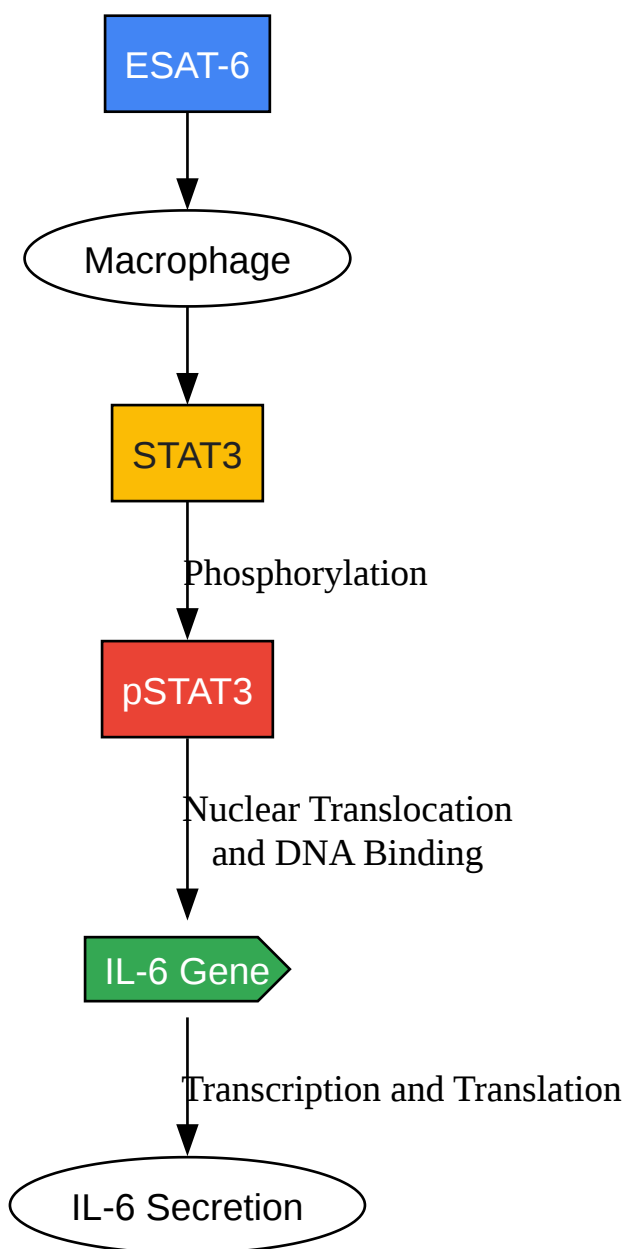 ESAT-6
Macrophage
STAT3
Phosphorylation
pSTAT3
Nuclear Translocation
and DNA Binding
IL-6 Gene
Transcription and Translation
IL-6 Secretion